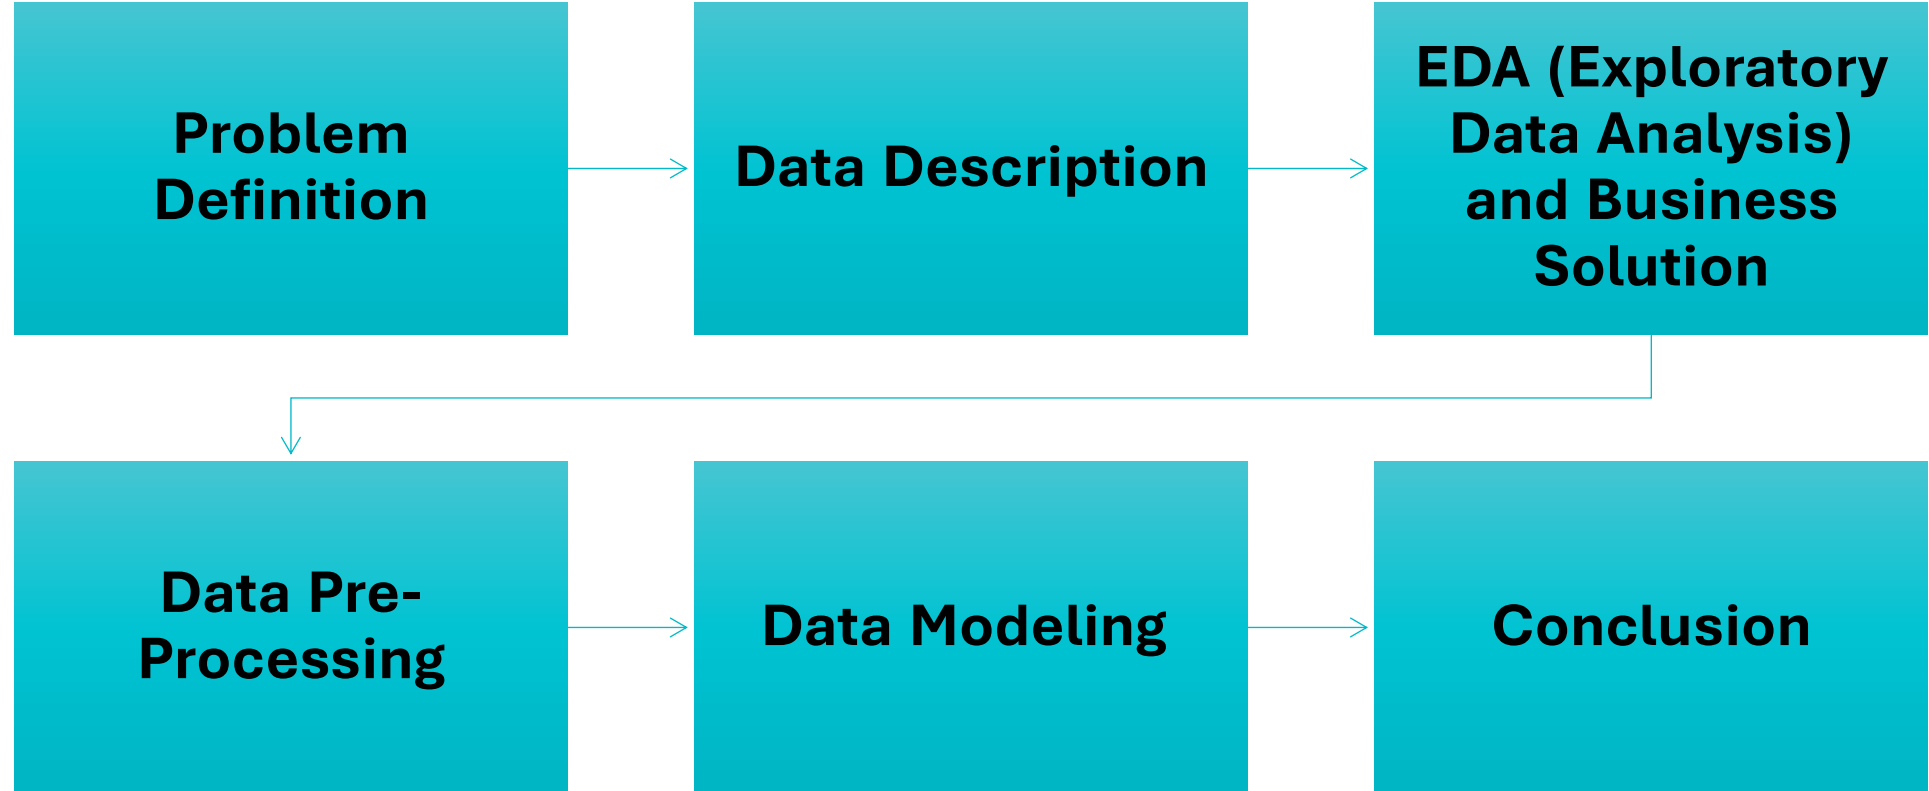 Problem
Definition
Data Description
EDA (Exploratory
Data Analysis)
and Business
Solution
Data Pre-
Processing
Data Modeling
Conclusion